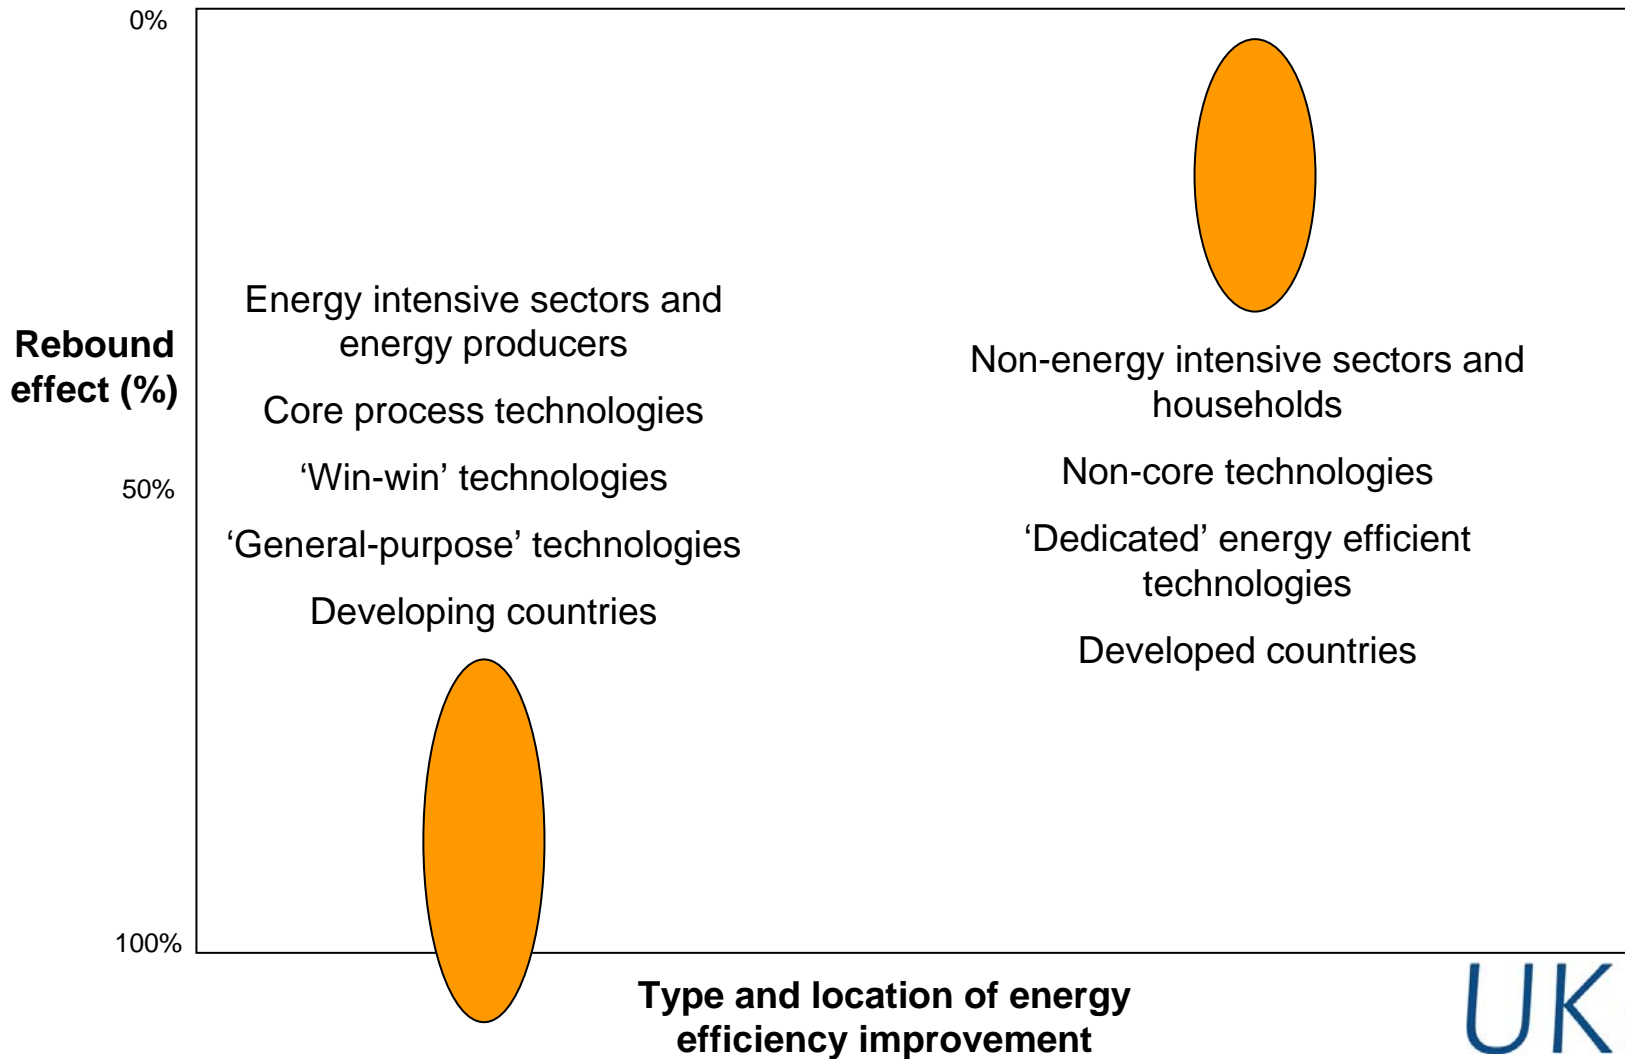 0%
Energy intensive sectors and
energy producers
Core process technologies
‘Win-win’ technologies
‘General-purpose’ technologies
Developing countries
Rebound
effect (%)
50%
100%
Non-energy intensive sectors and
households
Non-core technologies
‘Dedicated’ energy efficient
technologies
Developed countries
Type and location of energy
efficiency improvement
UK